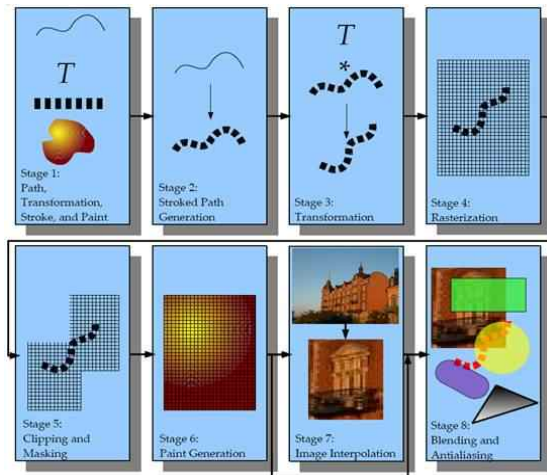 T
Stage 1:
Path,
Transformation,
Stroke, and Paint
Stage 2:
Stroked Path
Generation
T
*
Stage 3:
Transformation
Stage 4:
Rasterization
Stage 5:
Clipping and
Masking
Stage 6:
Paint Generation
Stage 7:
Image Interpolation
Stage 8:
Blending and
Antialiasing